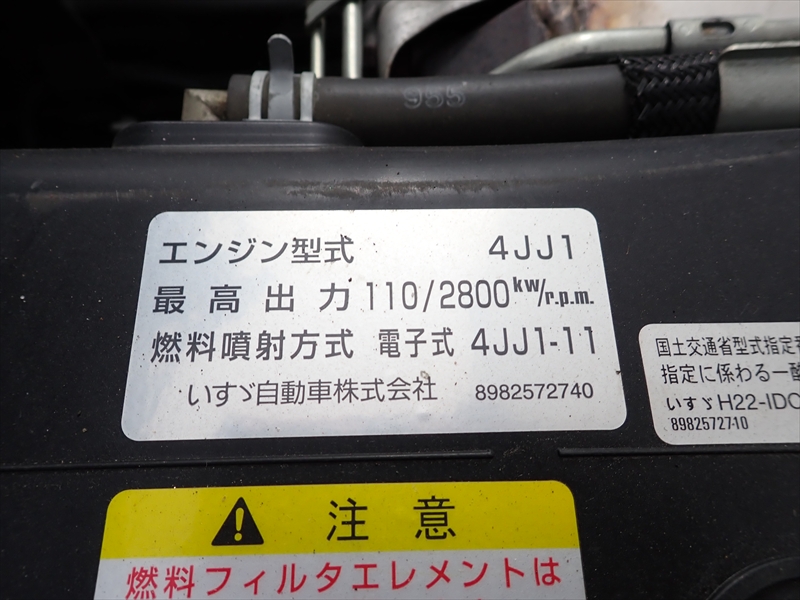 955
エンジン型式 4JJ1
最高出力 110/2800kw/r.p.m.
燃料噴射方式 電子式 4JJ1-11
いすゞ自動車株式会社 8982572740
国土交通省型式指定
指定に係わる一酸
いすゞH22-IDO
8982572710
注意
燃料フィルタエレメントは